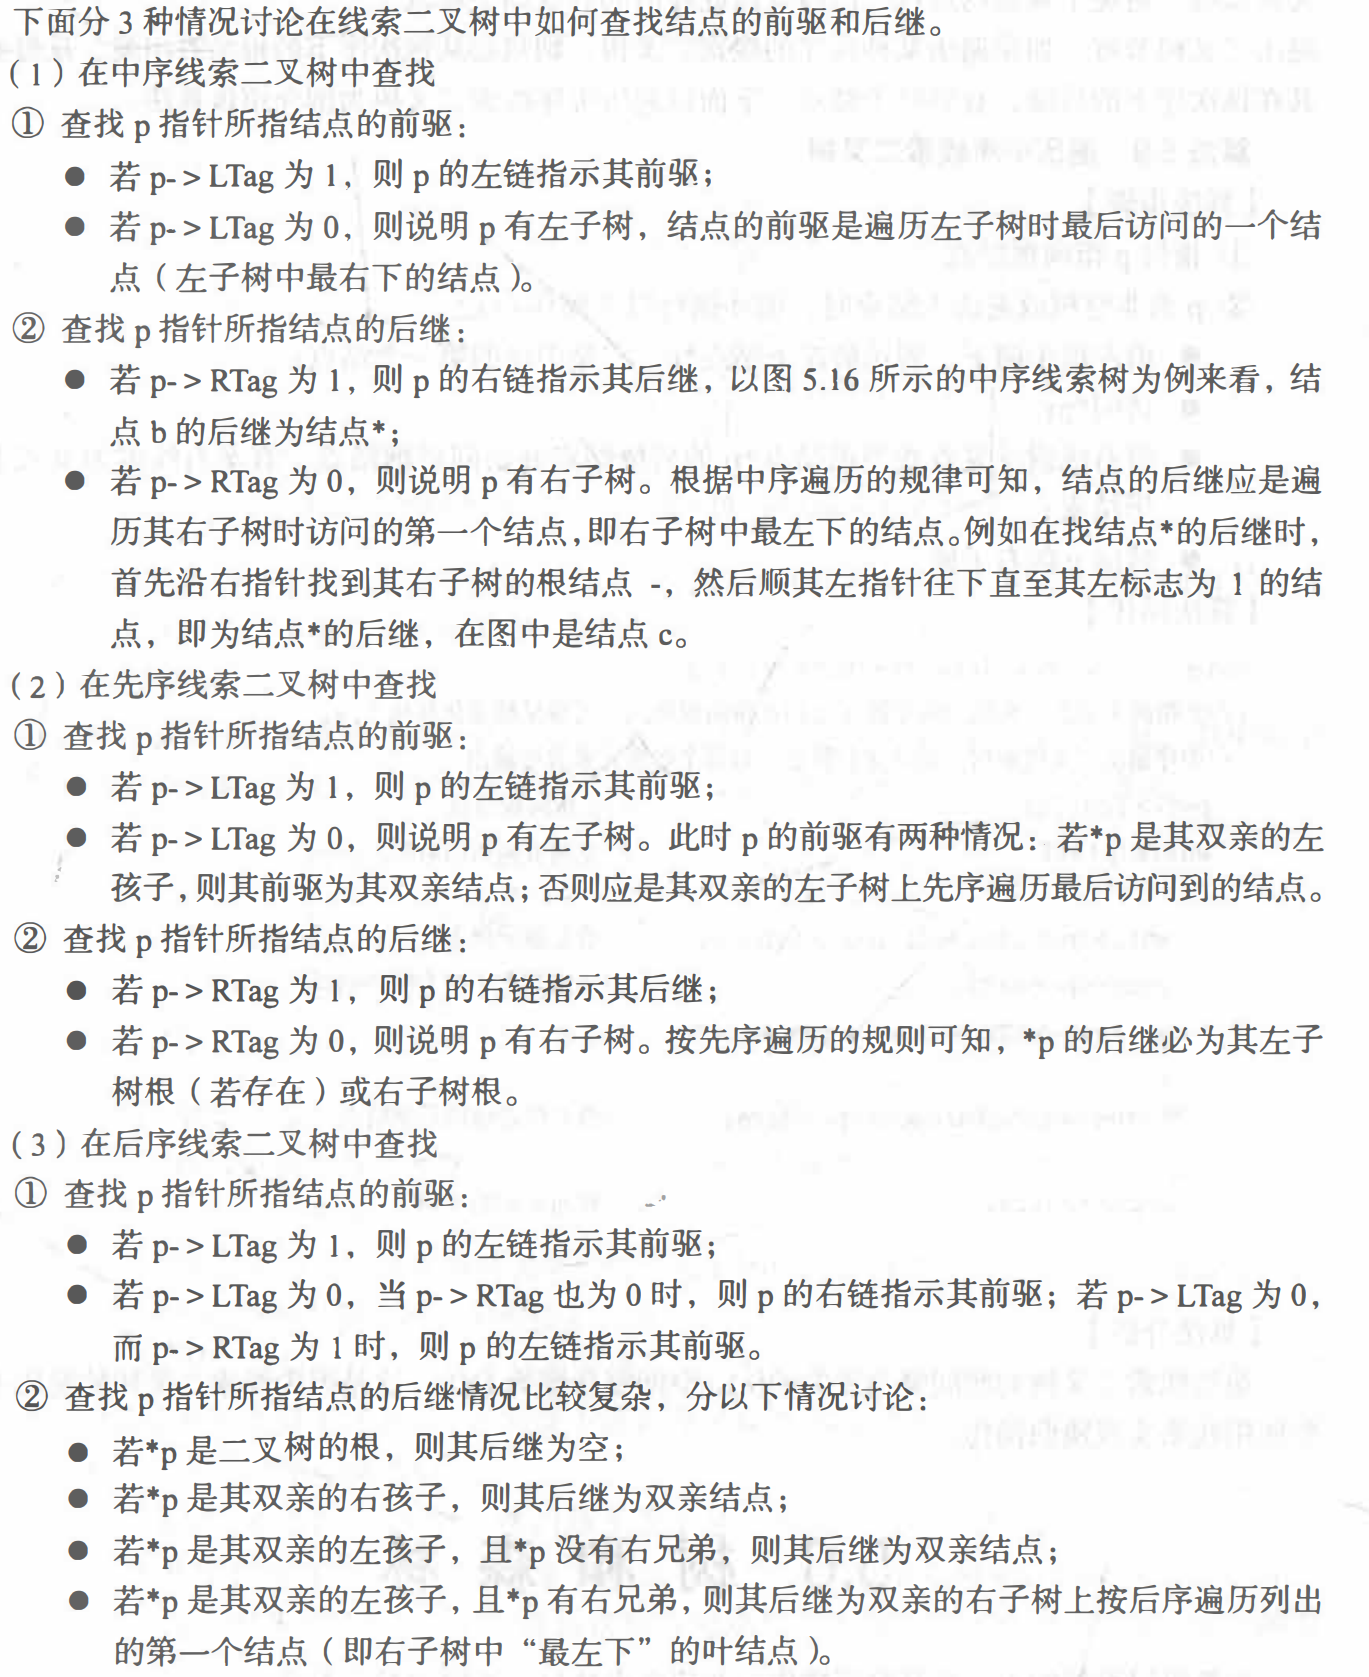 下面分 3 种情况讨论在线索二叉树中如何查找结点的前驱和后继。
（1）在中序线索二叉树中查找
① 查找 p 指针所指结点的前驱：
● 若 p->LTag 为 1，则 p 的左链指示其前驱；
● 若 p->LTag 为 0，则说明 p 有左子树，结点的前驱是遍历左子树时最后访问的一个结
点（左子树中最右下的结点）。
② 查找 p 指针所指结点的后继：
● 若 p->RTag 为 1，则 p 的右链指示其后继，以图 5.16 所示的中序线索树为例来看，结
点 b 的后继为结点*；
● 若 p->RTag 为 0，则说明 p 有右子树。根据中序遍历的规律可知，结点的后继应是遍
历其右子树时访问的第一个结点，即右子树中最左下的结点。例如在找结点*的后继时，
首先沿右指针找到其右子树的根结点 -，然后顺其左指针往下直至其左标志为 1 的结
点，即为结点*的后继，在图中是结点 c。
（2）在先序线索二叉树中查找
① 查找 p 指针所指结点的前驱：
● 若 p->LTag 为 1，则 p 的左链指示其前驱；
● 若 p->LTag 为 0，则说明 p 有左子树。此时 p 的前驱有两种情况：若*p 是其双亲的左
孩子，则其前驱为其双亲结点；否则应是其双亲的左子树上先序遍历最后访问到的结点。
② 查找 p 指针所指结点的后继：
● 若 p->RTag 为 1，则 p 的右链指示其后继；
● 若 p->RTag 为 0，则说明 p 有右子树。按先序遍历的规则可知，*p 的后继必为其左子
树根（若存在）或右子树根。
（3）在后序线索二叉树中查找
① 查找 p 指针所指结点的前驱：
● 若 p->LTag 为 1，则 p 的左链指示其前驱；
● 若 p->LTag 为 0，当 p->RTag 也为 0 时，则 p 的右链指示其前驱；若 p->LTag 为 0，
而 p->RTag 为 1 时，则 p 的左链指示其前驱。
② 查找 p 指针所指结点的后继情况比较复杂，分以下情况讨论：
● 若*p 是二叉树的根，则其后继为空；
● 若*p 是其双亲的右孩子，则其后继为双亲结点；
● 若*p 是其双亲的左孩子，且*p 没有右兄弟，则其后继为双亲结点；
● 若*p 是其双亲的左孩子，且*p 有右兄弟，则其后继为双亲的右子树上按后序遍历列出
的第一个结点（即右子树中“最左下”的叶结点）。